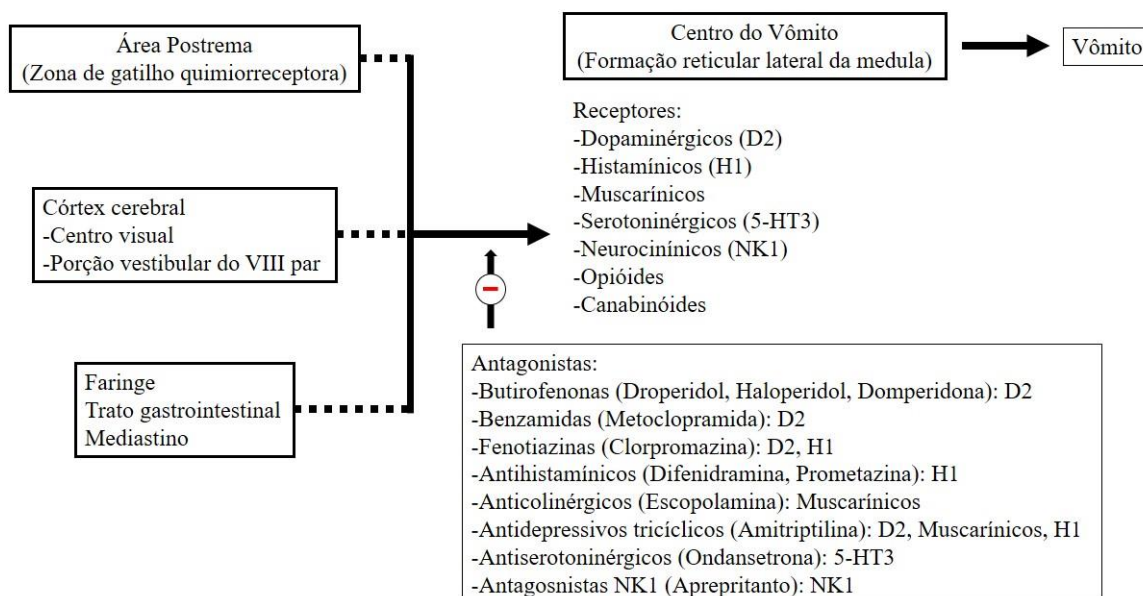 Área Postrema
(Zona de gatilho quimiorreceptora)
Centro do Vômito
(Formação reticular lateral da medula)
Vômito
Receptores:
-Dopaminérgicos (D2)
-Histamínicos (H1)
-Muscarínicos
-Serotoninérgicos (5-HT3)
-Neurocinínicos (NK1)
-Opióides
-Canabinóides
Córtex cerebral
-Centro visual
-Porção vestibular do VIII par
Faringe
Trato gastrointestinal
Mediastino
Antagonistas:
-Butirofenonas (Droperidol, Haloperidol, Domperidona): D2
-Benzamidas (Metoclopramida): D2
-Fenotiazinas (Clorpromazina): D2, H1
-Antihistamínicos (Difenidramina, Prometazina): H1
-Anticolinérgicos (Escopolamina): Muscarínicos
-Antidepressivos tricíclicos (Amitriptilina): D2, Muscarínicos, H1
-Antiserotoninérgicos (Ondansetrona): 5-HT3
-Antagosnistas NK1 (Aprepritanto): NK1